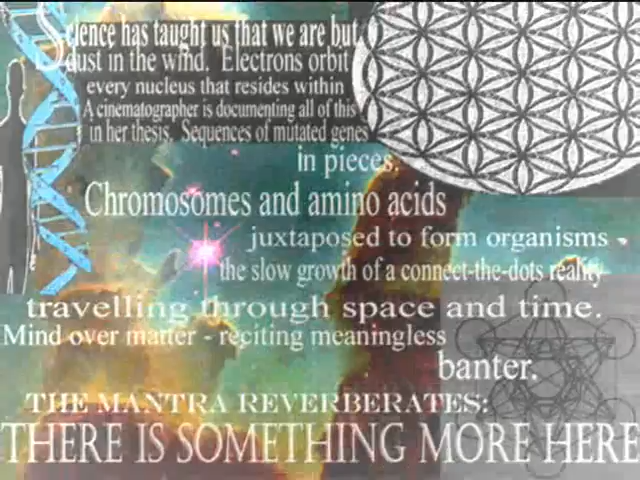 Science has taught us that we are but
dust in the wind. Electrons orbit
every nucleus that resides within
A cinematographer is documenting all of this
in her thesis. Sequences of mutated genes
in pieces.
Chromosomes and amino acids
juxtaposed to form organisms -
the slow growth of a connect-the-dots reality
travelling through space and time.
Mind over matter - reciting meaningless
banter.
THE MANTRA REVERBERATES:
THERE IS SOMETHING MORE HERE